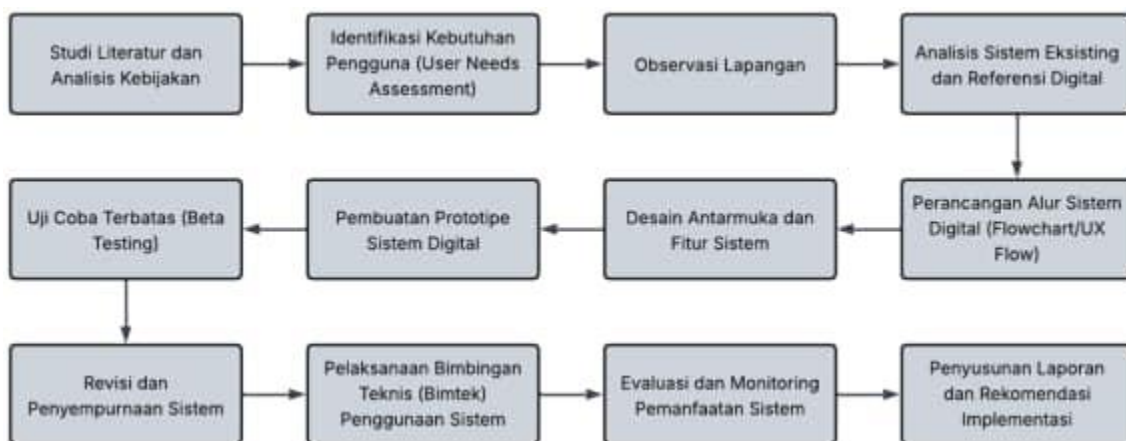 Studi Literatur dan
Analisis Kebijakan
Identifikasi Kebutuhan
Pengguna (User Needs
Assessment)
Observasi Lapangan
Analisis Sistem Eksisting
dan Referensi Digital
Perancangan Alur Sistem
Digital (Flowchart/UX
Flow)
Desain Antarmuka dan
Fitur Sistem
Pembuatan Prototipe
Sistem Digital
Uji Coba Terbatas (Beta
Testing)
Revisi dan
Penyempurnaan Sistem
Pelaksanaan Bimbingan
Teknis (Bimtek)
Penggunaan Sistem
Evaluasi dan Monitoring
Pemanfaatan Sistem
Penyusunan Laporan
dan Rekomendasi
Implementasi